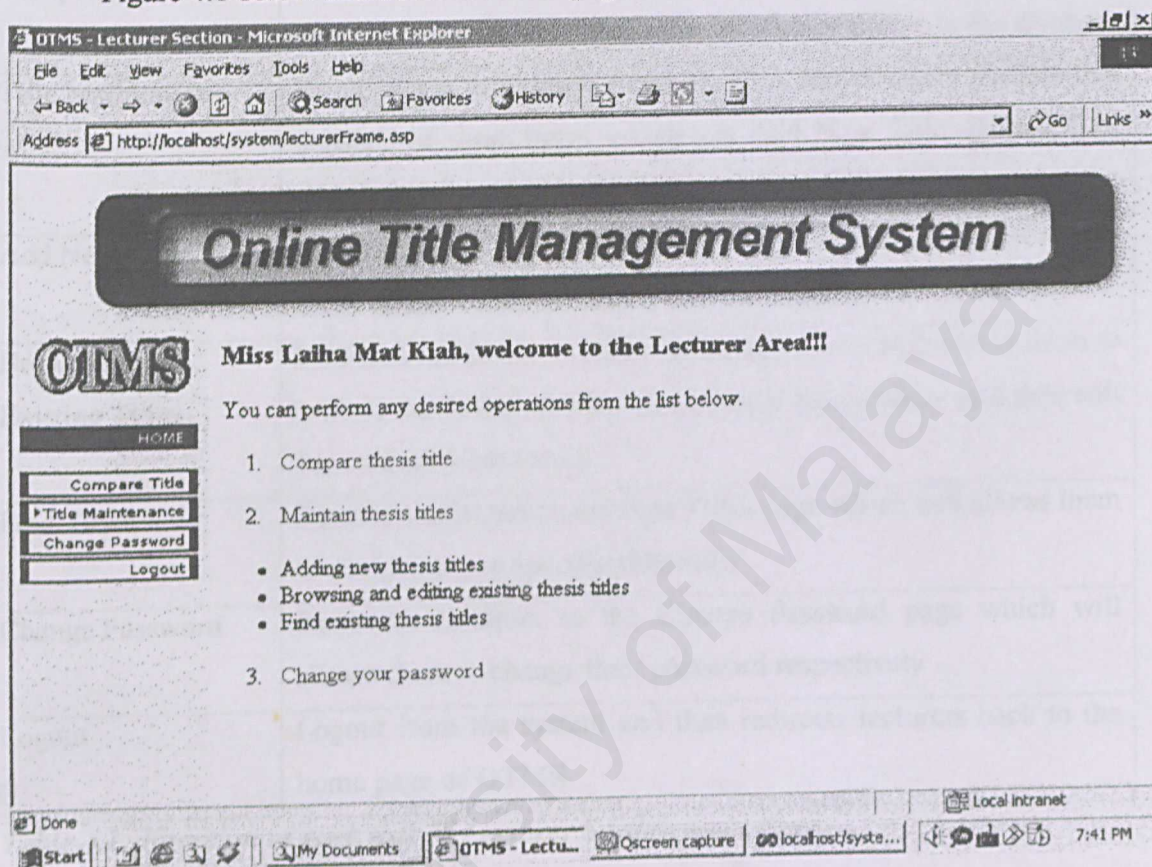 OTMS - Lecturer Section - Microsoft Internet Explorer
File Edit View Favorites Tools Help
Back Search Favorites History
Address http://localhost/system/lecturerFrame.asp Go Links »
Online Title Management System
OTMS
Miss Laiha Mat Kiah, welcome to the Lecturer Area!!!
You can perform any desired operations from the list below.
HOME
Compare Title
Title Maintenance
Change Password
Logout
1. Compare thesis title
2. Maintain thesis titles
• Adding new thesis titles
• Browsing and editing existing thesis titles
• Find existing thesis titles
3. Change your password
sity of Malaya
Done Local intranet
Start My Documents OTMS - Lectu... Qscreen capture localhost/syste... 7:41 PM